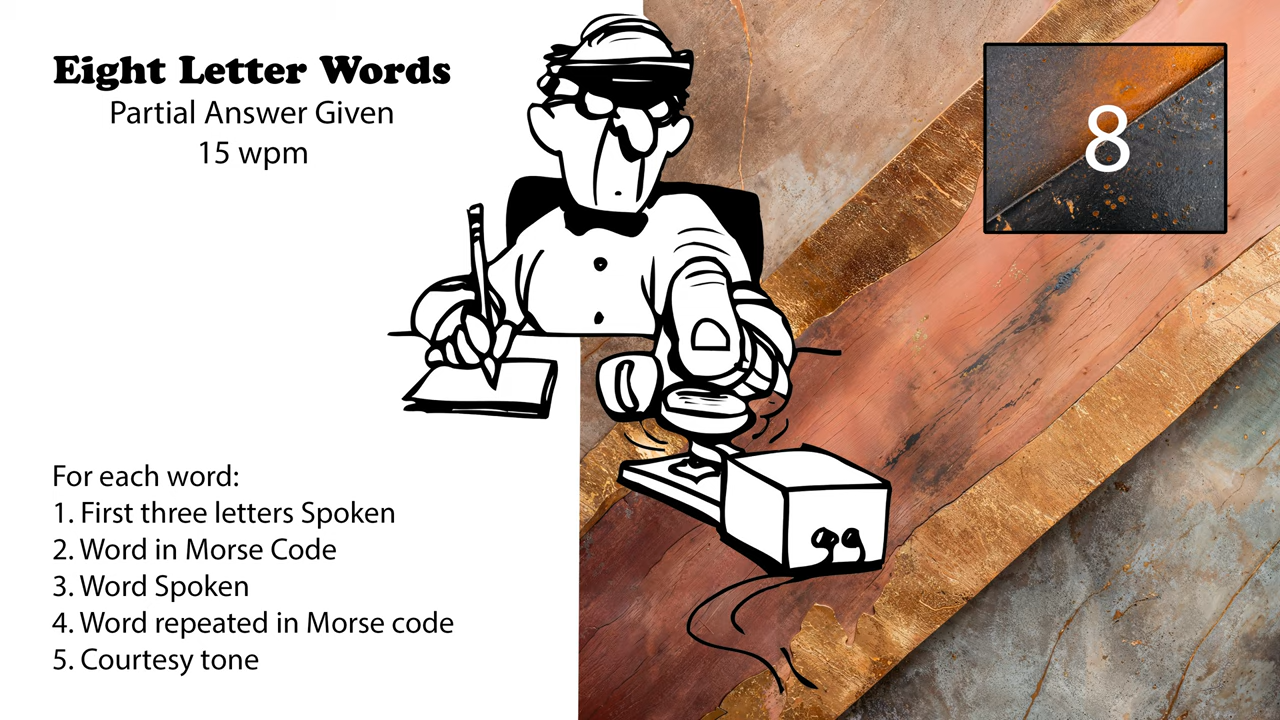 Eight Letter Words
Partial Answer Given
15 wpm
8
For each word:
1. First three letters Spoken
2. Word in Morse Code
3. Word Spoken
4. Word repeated in Morse code
5. Courtesy tone